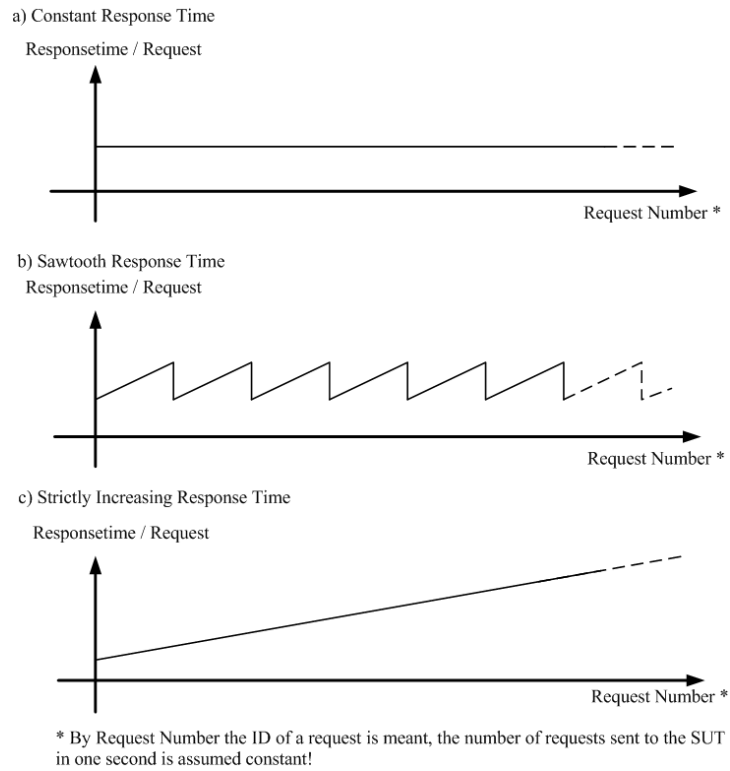 a) Constant Response Time
Responsetime / Request
Request Number *
b) Sawtooth Response Time
Responsetime / Request
Request Number *
c) Strictly Increasing Response Time
Responsetime / Request
Request Number *
* By Request Number the ID of a request is meant, the number of requests sent to the SUT
in one second is assumed constant!